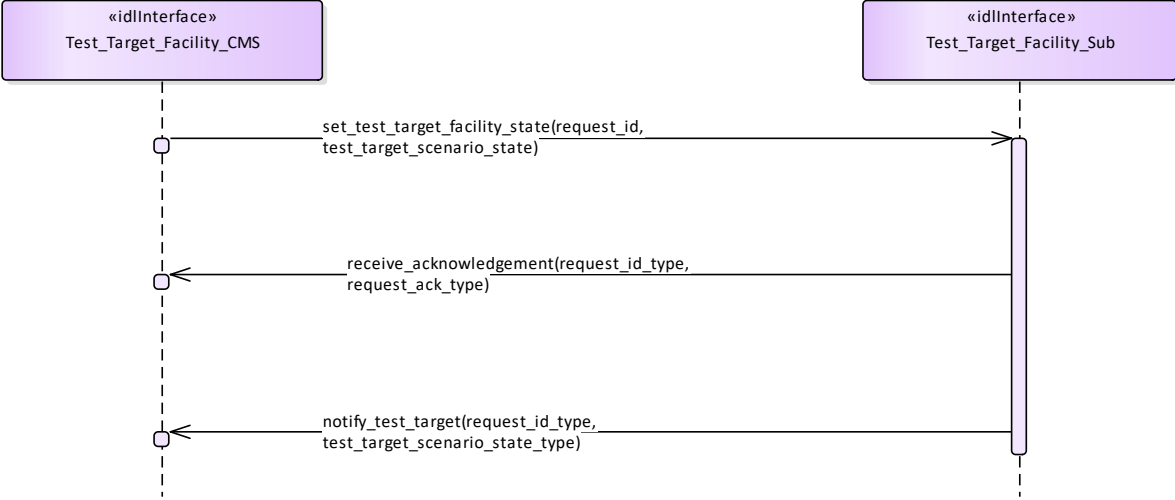 «idlInterface»
Test_Target_Facility_CMS
«idlInterface»
Test_Target_Facility_Sub
set_test_target_facility_state(request_id,
test_target_scenario_state)
receive_acknowledgement(request_id_type,
request_ack_type)
notify_test_target(request_id_type,
test_target_scenario_state_type)